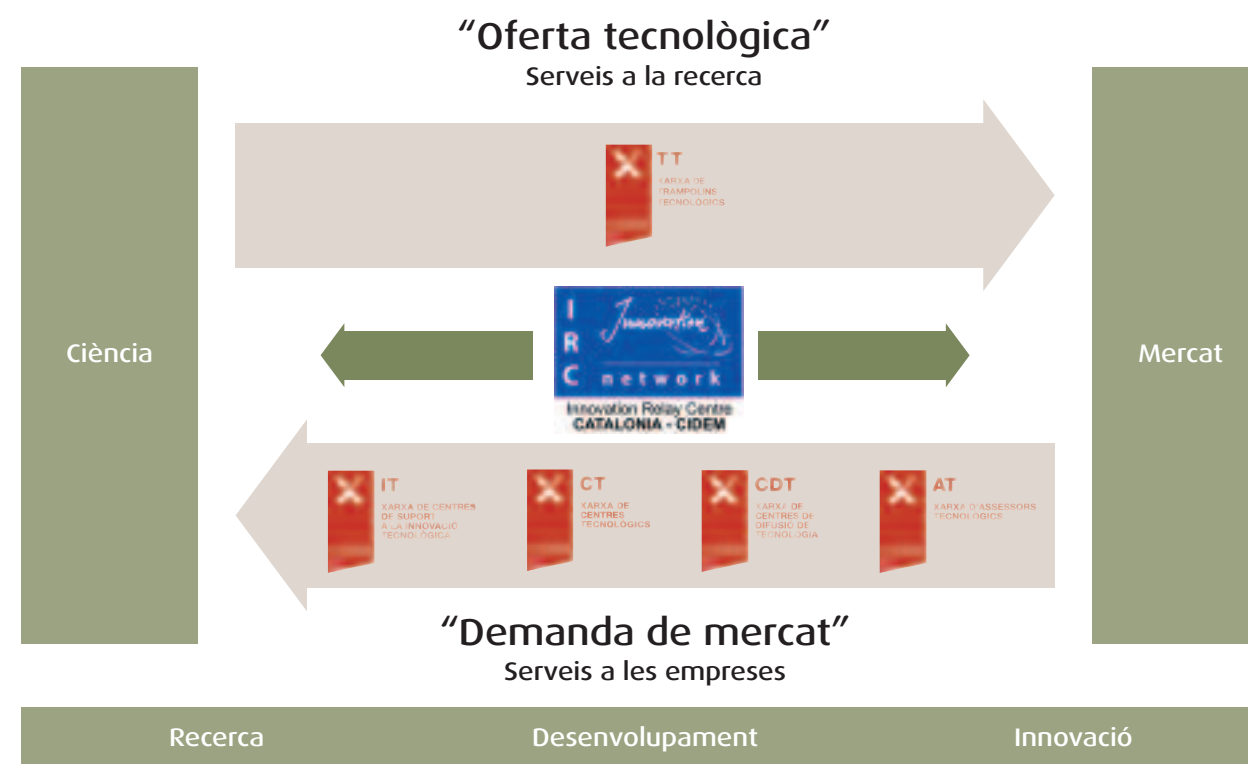 “Oferta tecnològica”
Serveis a la recerca
TT
XARXA DE
TRAMPOLINS
TECNOLÒGICS
Ciència
I
R
C
Innovation
network
Innovation Relay Centre
CATALONIA - CIDEM
Mercat
IT
XARXA DE CENTRES
DE SUPORT
A LA INNOVACIÓ
TECNOLÒGICA
CT
XARXA DE
CENTRES
TECNOLÒGICS
CDT
XARXA DE
CENTRES DE
DIFUSIÓ DE
TECNOLOGIA
AT
XARXA D'ASSESSORS
TECNOLÒGICS
“Demanda de mercat”
Serveis a les empreses
Recerca
Desenvolupament
Innovació